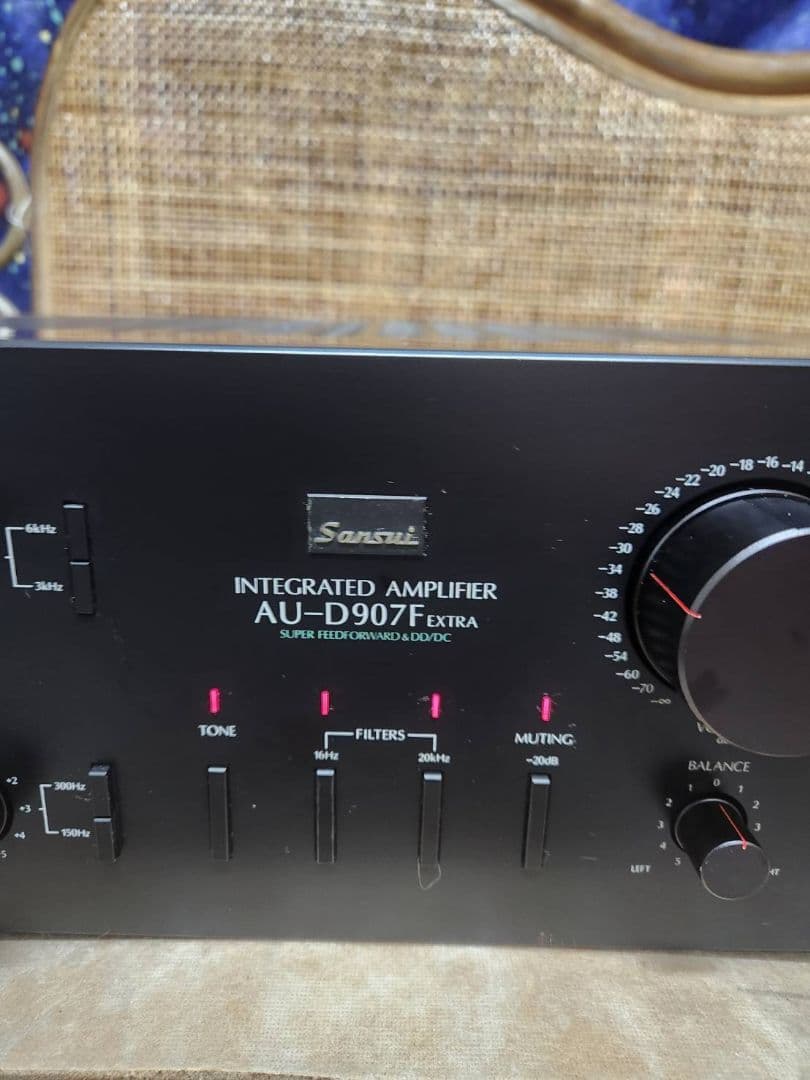 Sansui
INTEGRATED AMPLIFIER
AU-D907F EXTRA
SUPER FEEDFORWARD & DD/DC
6kHz
3kHz
-14
-16
-18
-20
-22
-24
-26
-28
-30
-34
-38
-42
-48
-54
-60
-70
-∞
TONE
FILTERS
16Hz
20kHz
MUTING
-20dB
+2
+3
+4
300Hz
150Hz
BALANCE
0
1
1
2
2
3
3
4
5
LEFT